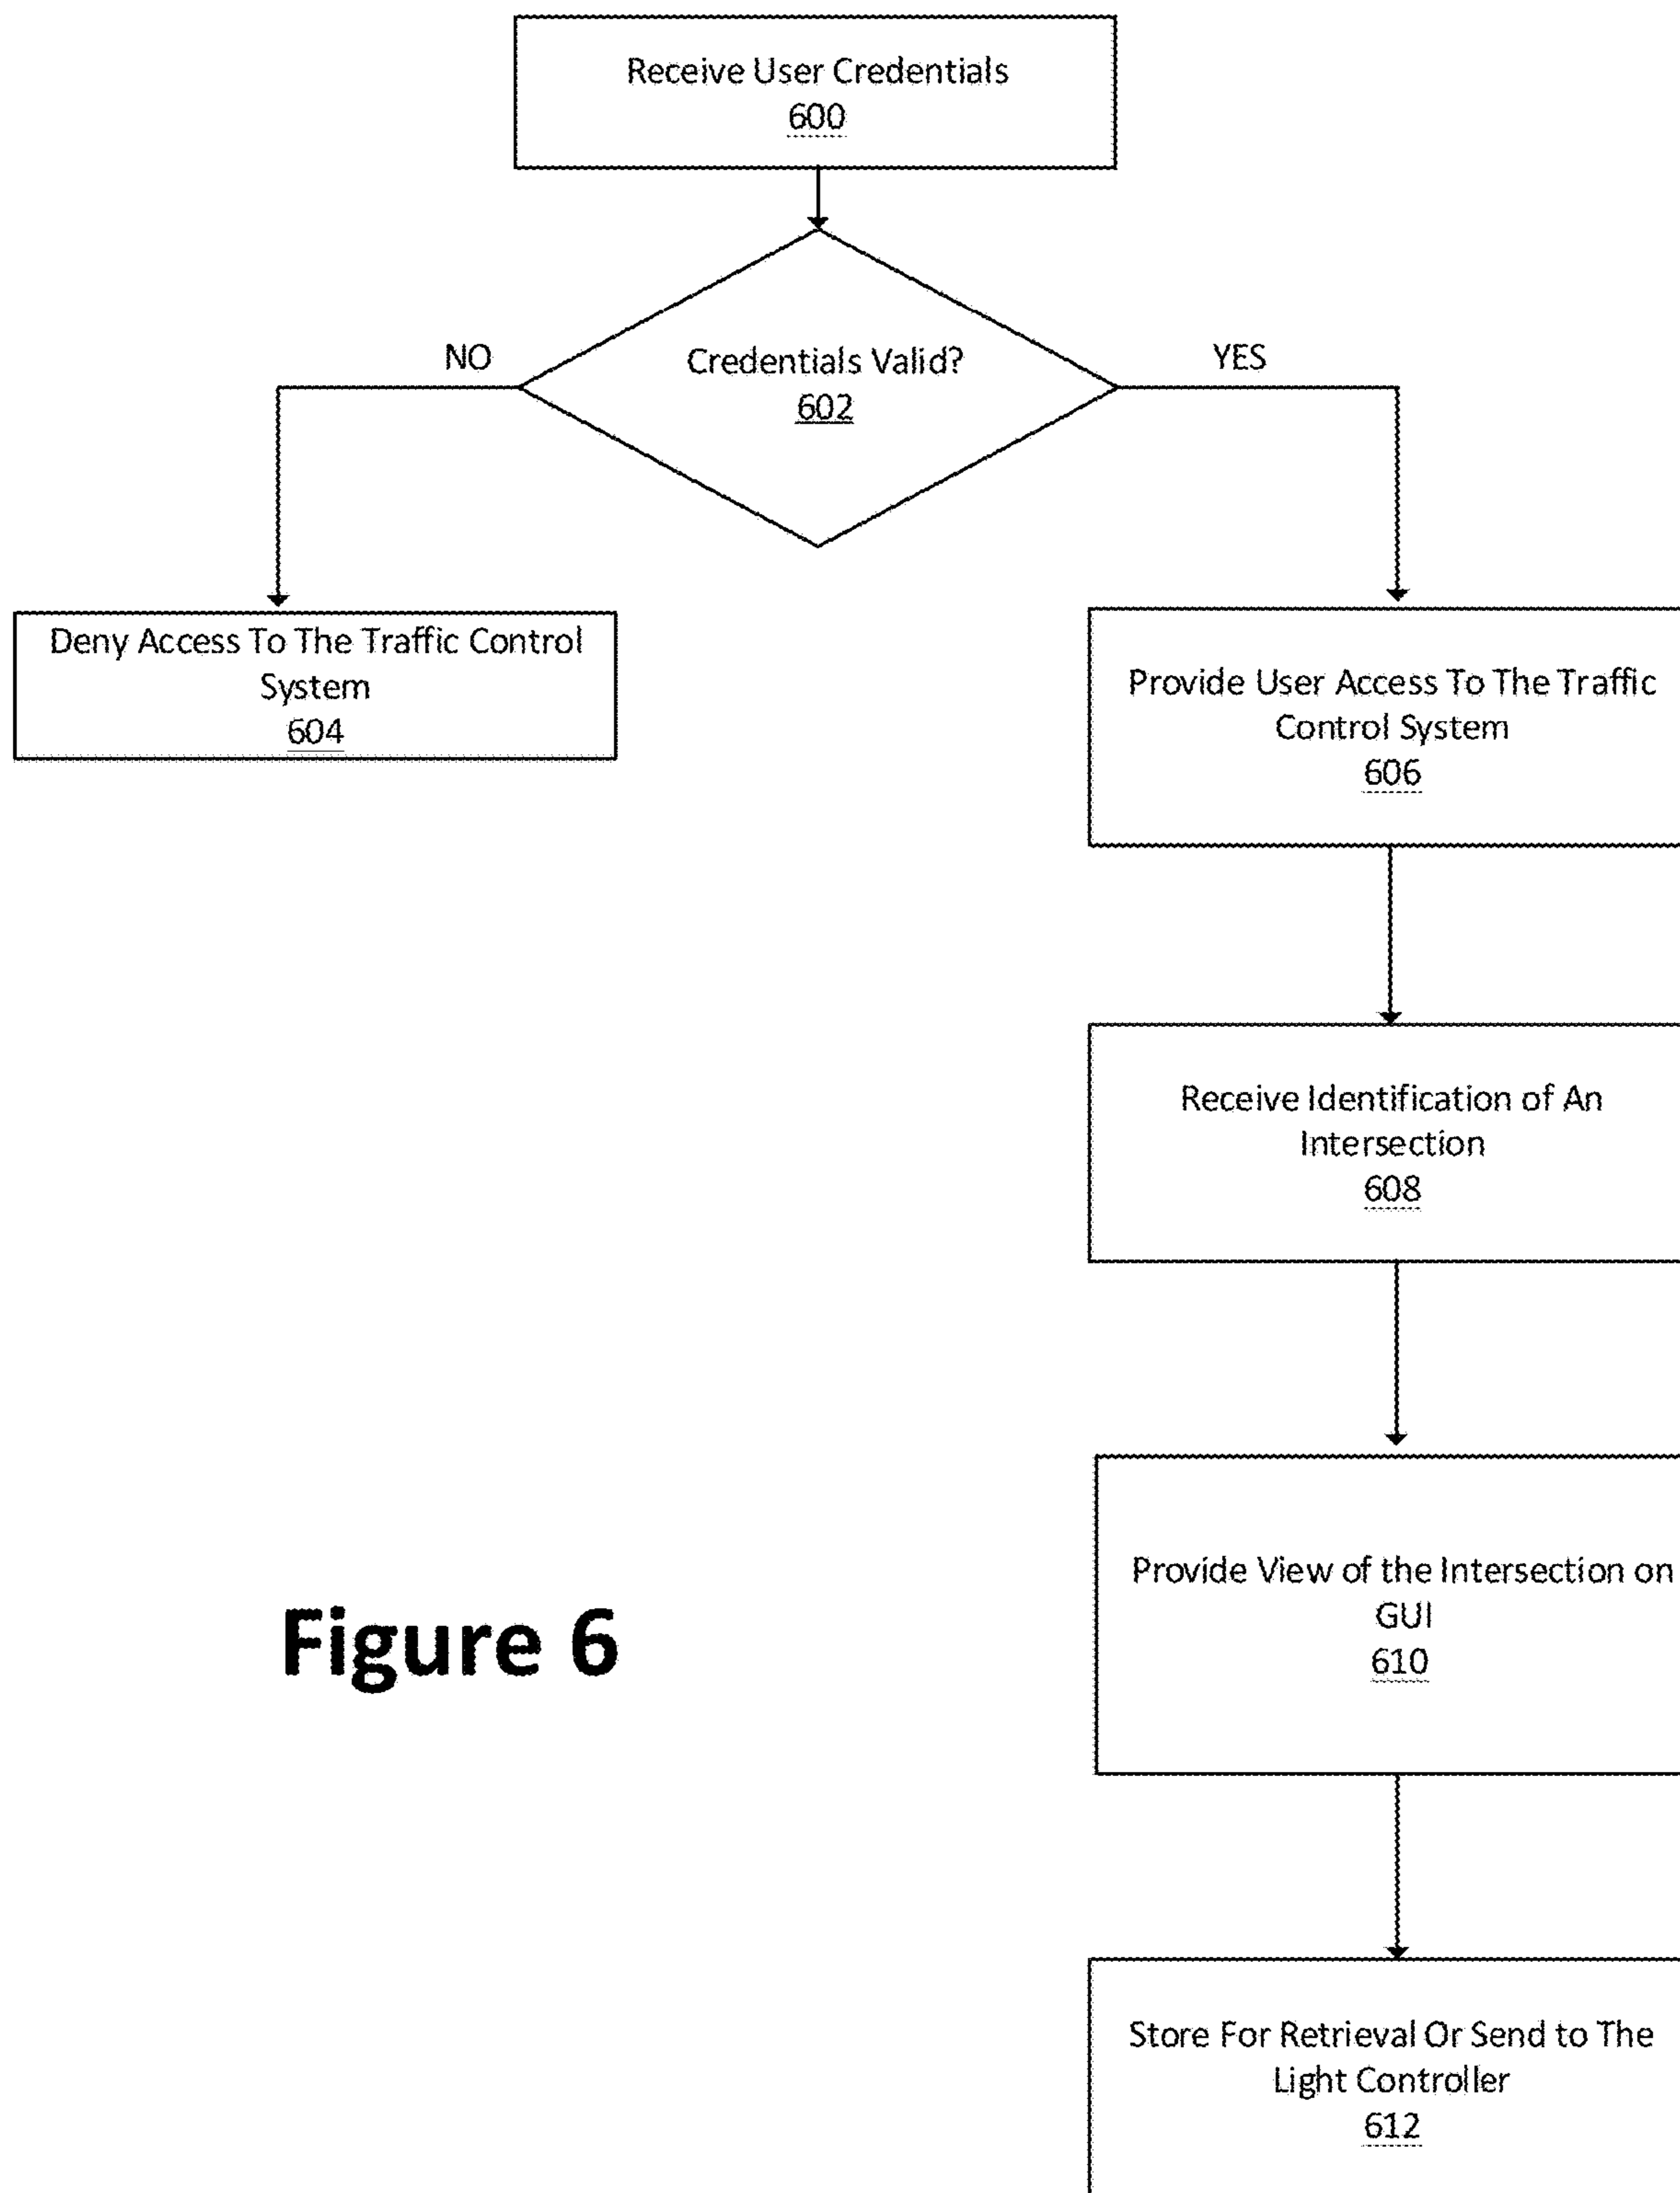 Receive User Credentials
600
Credentials Valid?
602
NO
YES
Deny Access To The Traffic Control
System
604
Provide User Access To The Traffic
Control System
606
Receive Identification of An
Intersection
608
Provide View of the Intersection on
GUI
610
Store For Retrieval Or Send to The
Light Controller
612
Figure 6